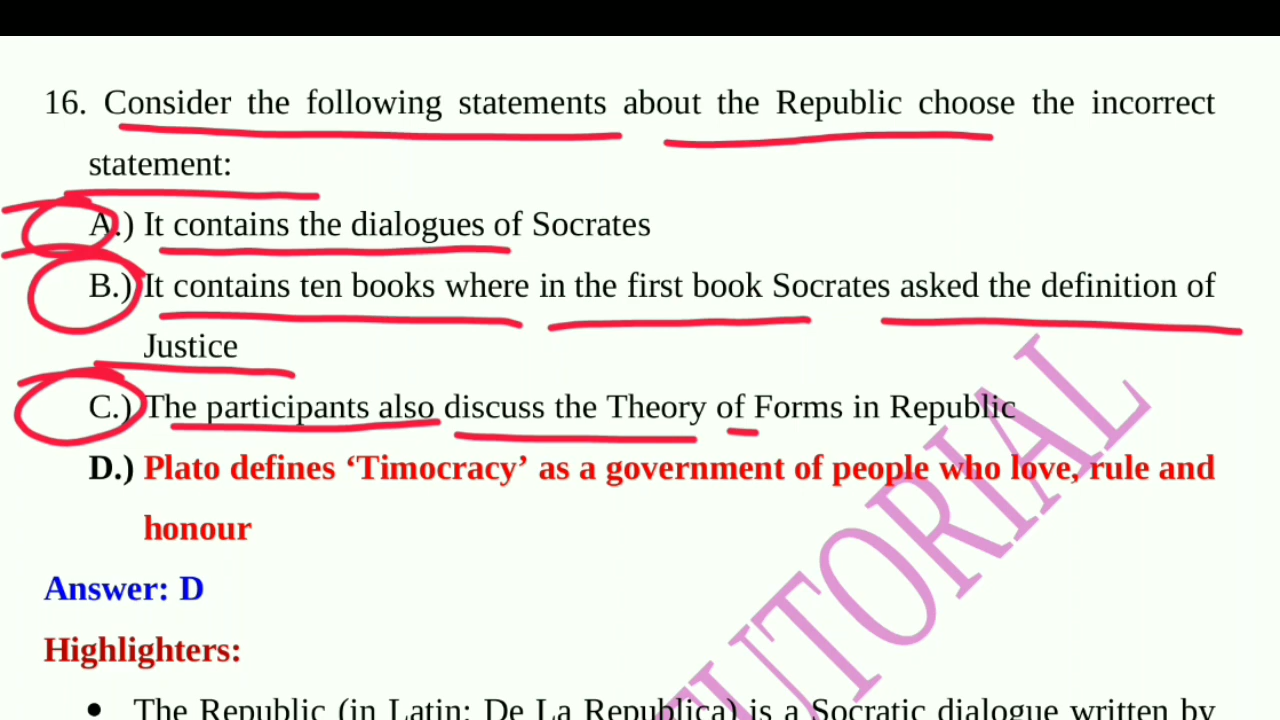 16. Consider the following statements about the Republic choose the incorrect
statement:
A.) It contains the dialogues of Socrates
B.) It contains ten books where in the first book Socrates asked the definition of
Justice
C.) The participants also discuss the Theory of Forms in Republic
D.) Plato defines ‘Timocracy’ as a government of people who love, rule and
honour
Answer: D
Highlighters:
• The Republic (in Latin: De La Republica) is a Socratic dialogue written by
TUTORIAL